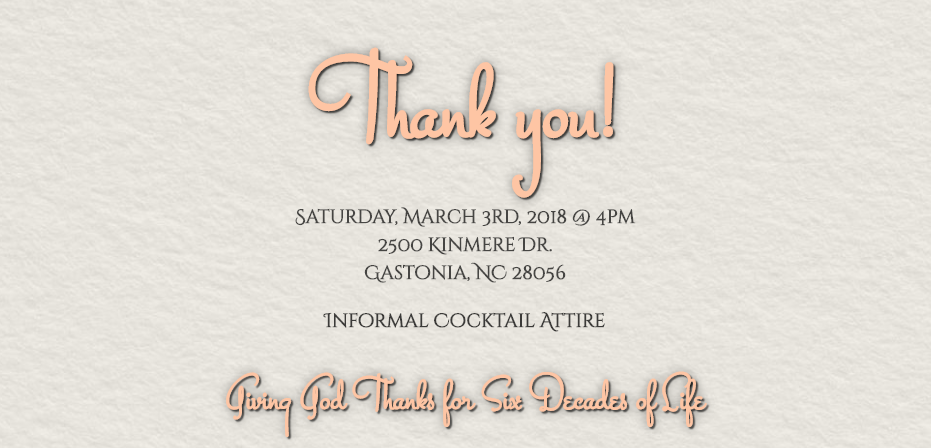 Thank you!
Saturday, March 3rd, 2018 @ 4PM
2500 Kinmere Dr.
Gastonia, NC 28056
Informal Cocktail Attire
Giving God Thanks for Six Decades of Life